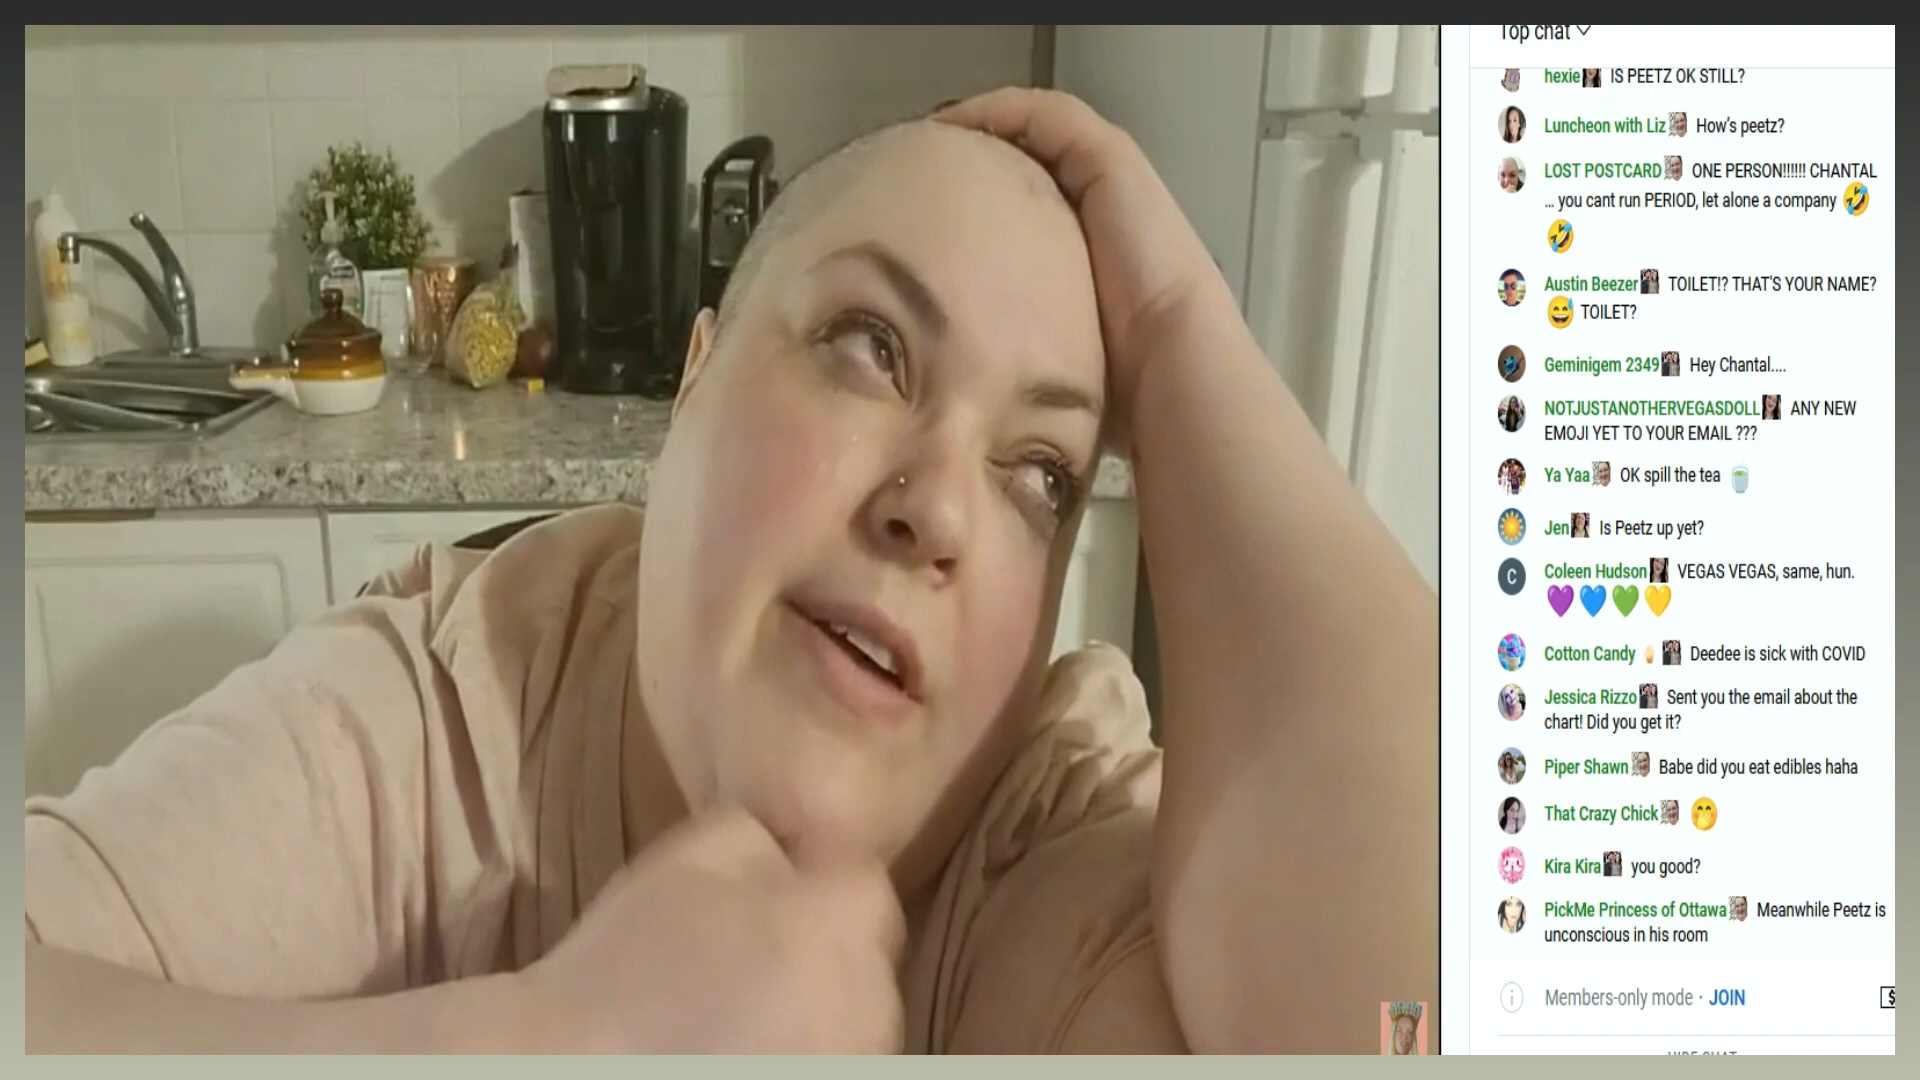 Top chat
hexie IS PEETZ OK STILL?
Luncheon with Liz How's peetz?
LOST POSTCARD ONE PERSON!!!!!! CHANTAL
... you cant run PERIOD, let alone a company 🤣
🤣
Austin Beezer TOILET!? THAT'S YOUR NAME?
😅 TOILET?
Geminigem 2349 Hey Chantal....
NOTJUSTANOTHERVEGASDOLL ANY NEW
EMOJI YET TO YOUR EMAIL ???
Ya Yaa OK spill the tea 🍵
Jen Is Peetz up yet?
C
Coleen Hudson VEGAS VEGAS, same, hun.
💜💙💚💛
Cotton Candy 🍦 Deedee is sick with COVID
Jessica Rizzo Sent you the email about the
chart! Did you get it?
Piper Shawn Babe did you eat edibles haha
That Crazy Chick 🤭
Kira Kira you good?
PickMe Princess of Ottawa Meanwhile Peetz is
unconscious in his room
Members-only mode · JOIN
$
HIDE CHAT